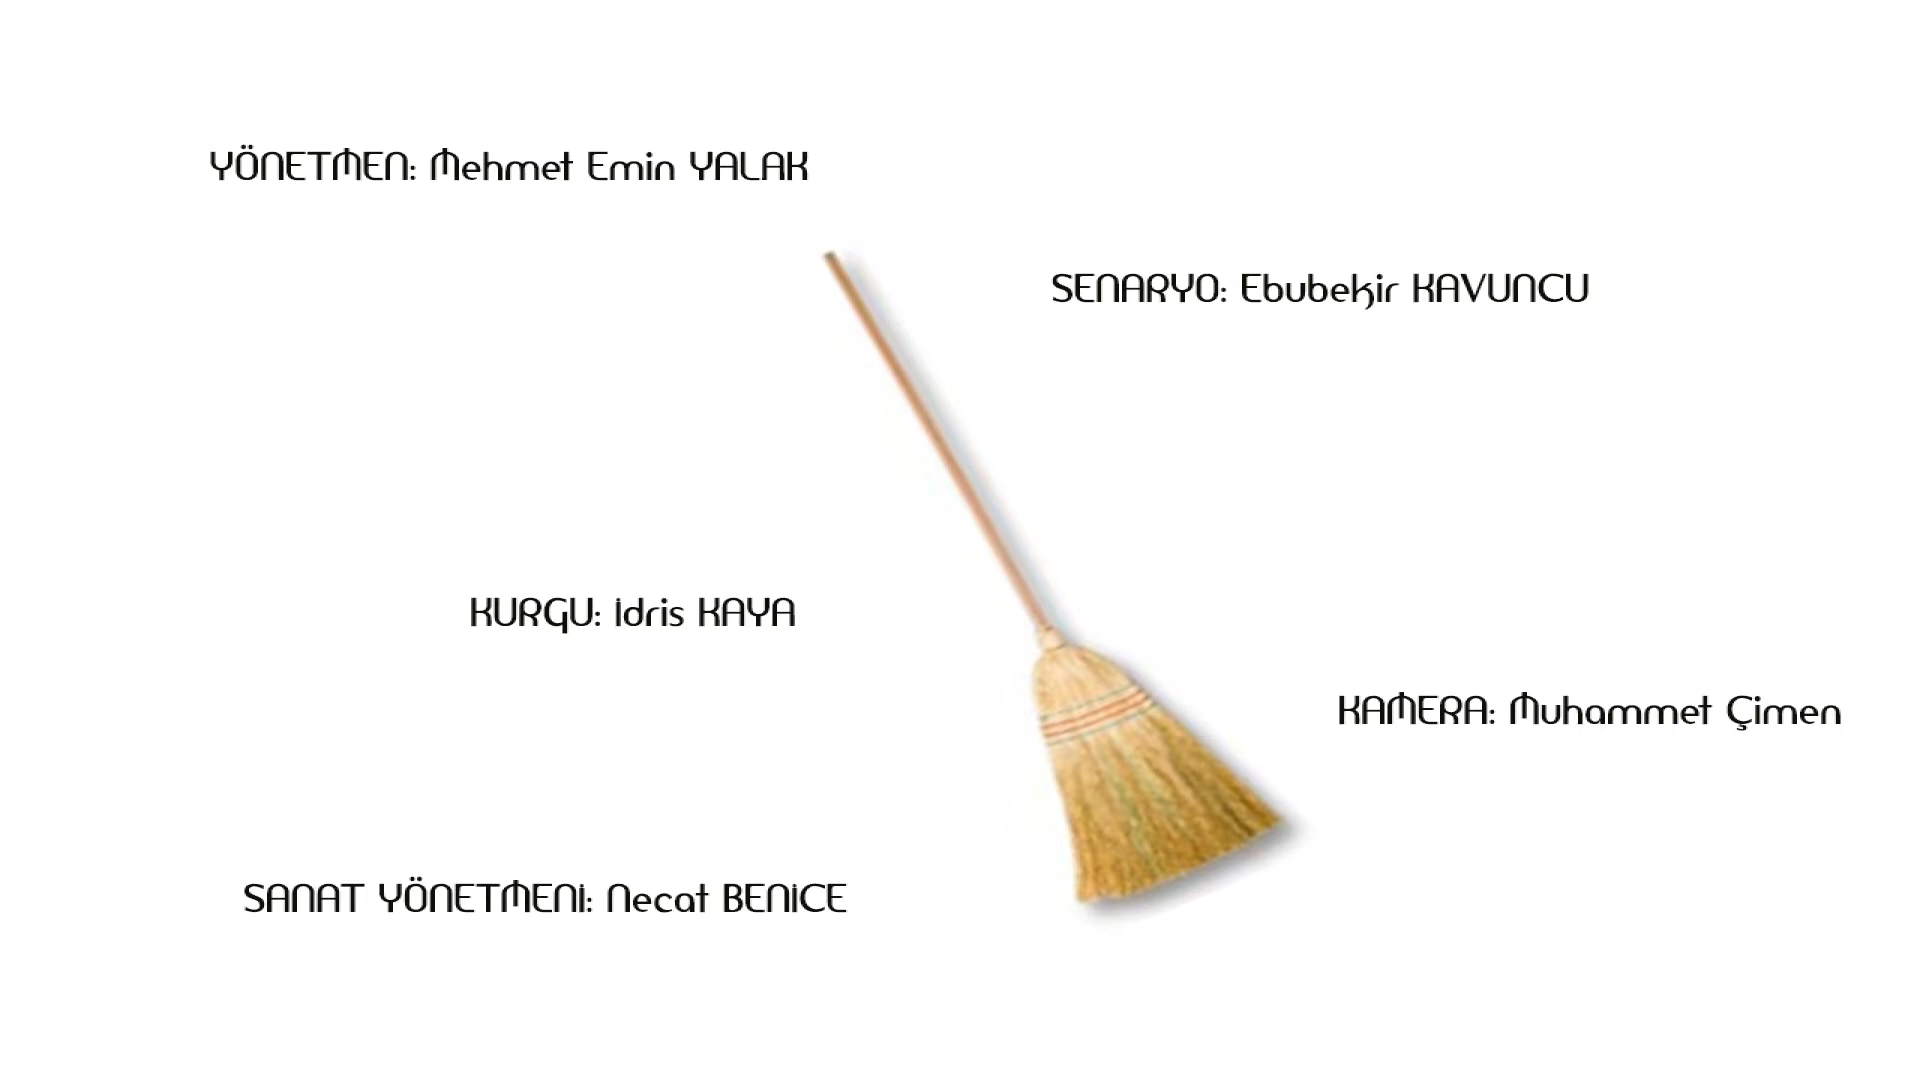 YÖNETMEN: Mehmet Emin YALAK
SENARYO: Ebubekir KAVUNCU
KURGU: İdris KAYA
KAMERA: Muhammet Çimen
SANAT YÖNETMENİ: Necat BENİCE